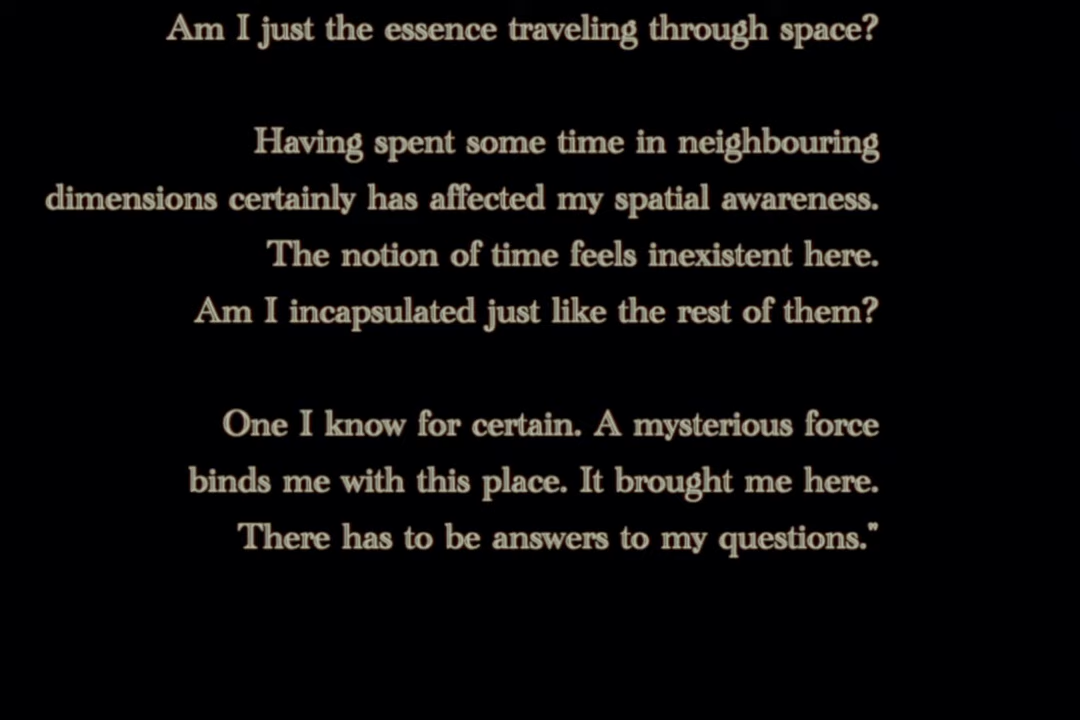 Am I just the essence traveling through space?
Having spent some time in neighbouring
dimensions certainly has affected my spatial awareness.
The notion of time feels inexistent here.
Am I incapsulated just like the rest of them?
One I know for certain. A mysterious force
binds me with this place. It brought me here.
There has to be answers to my questions."